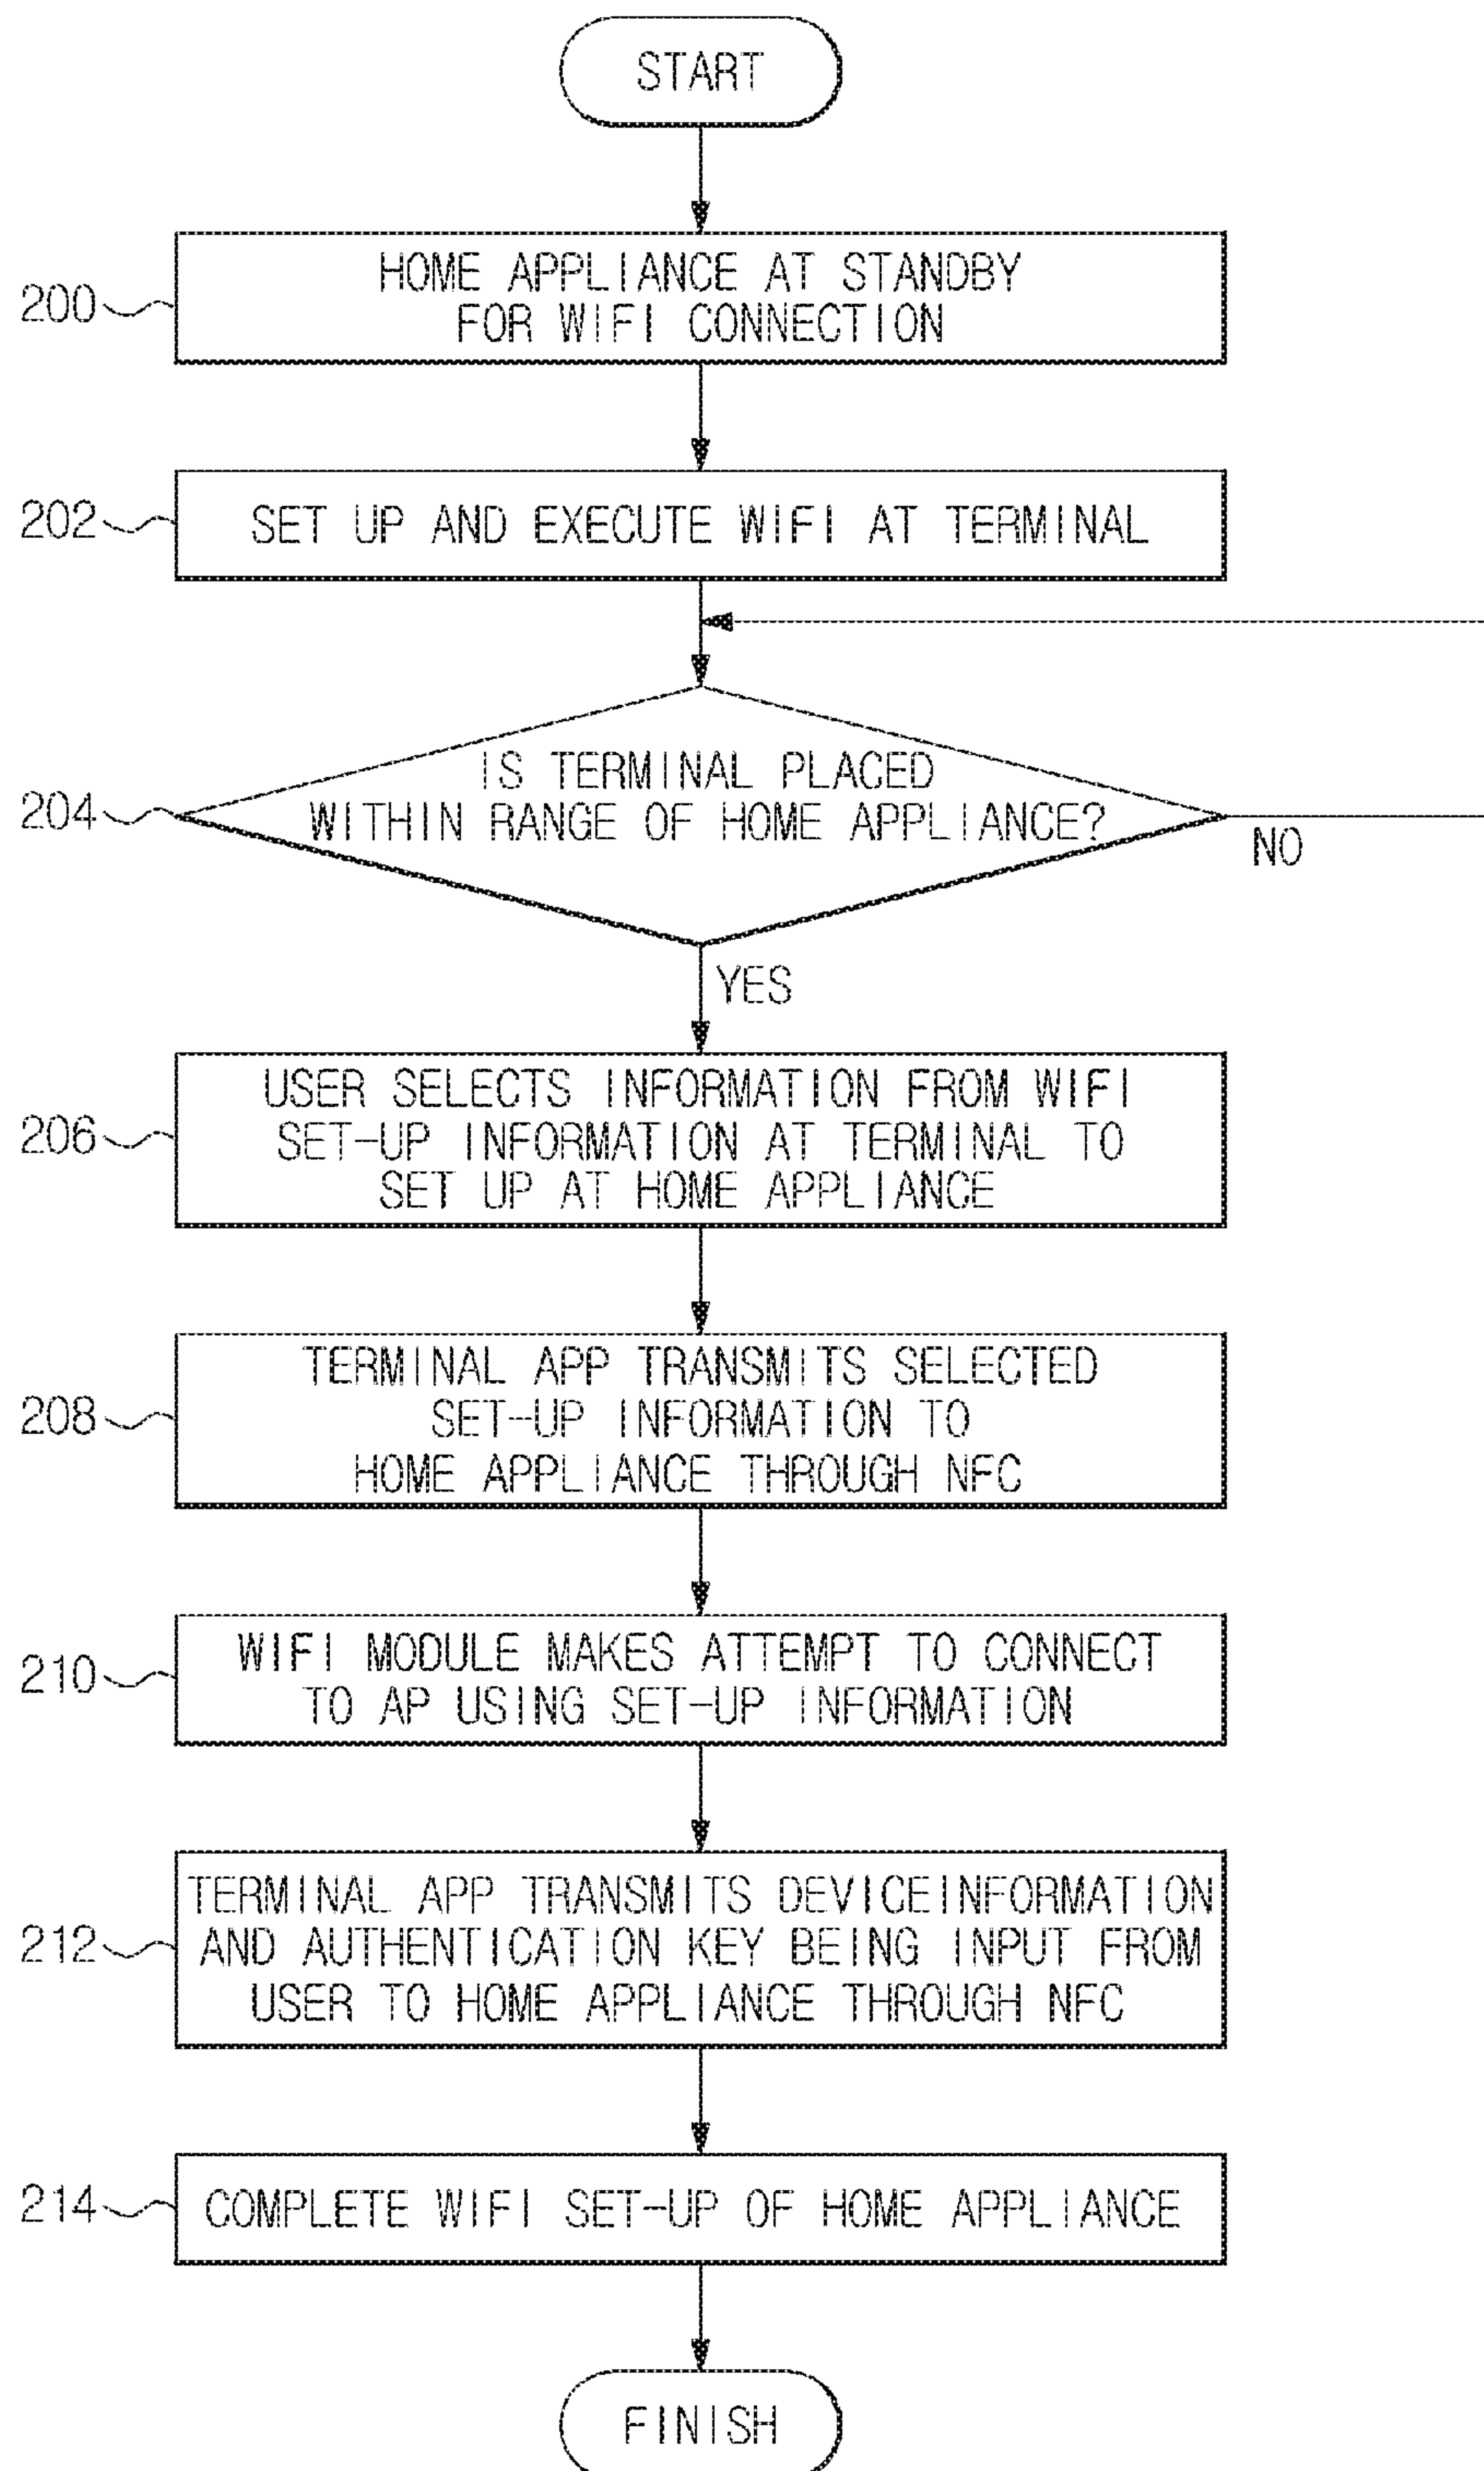 START
200
HOME APPLIANCE AT STANDBY
FOR WIFI CONNECTION
202
SET UP AND EXECUTE WIFI AT TERMINAL
204
IS TERMINAL PLACED
WITHIN RANGE OF HOME APPLIANCE?
NO
YES
206
USER SELECTS INFORMATION FROM WIFI
SET-UP INFORMATION AT TERMINAL TO
SET UP AT HOME APPLIANCE
208
TERMINAL APP TRANSMITS SELECTED
SET-UP INFORMATION TO
HOME APPLIANCE THROUGH NFC
210
WIFI MODULE MAKES ATTEMPT TO CONNECT
TO AP USING SET-UP INFORMATION
212
TERMINAL APP TRANSMITS DEVICEINFORMATION
AND AUTHENTICATION KEY BEING INPUT FROM
USER TO HOME APPLIANCE THROUGH NFC
214
COMPLETE WIFI SET-UP OF HOME APPLIANCE
FINISH